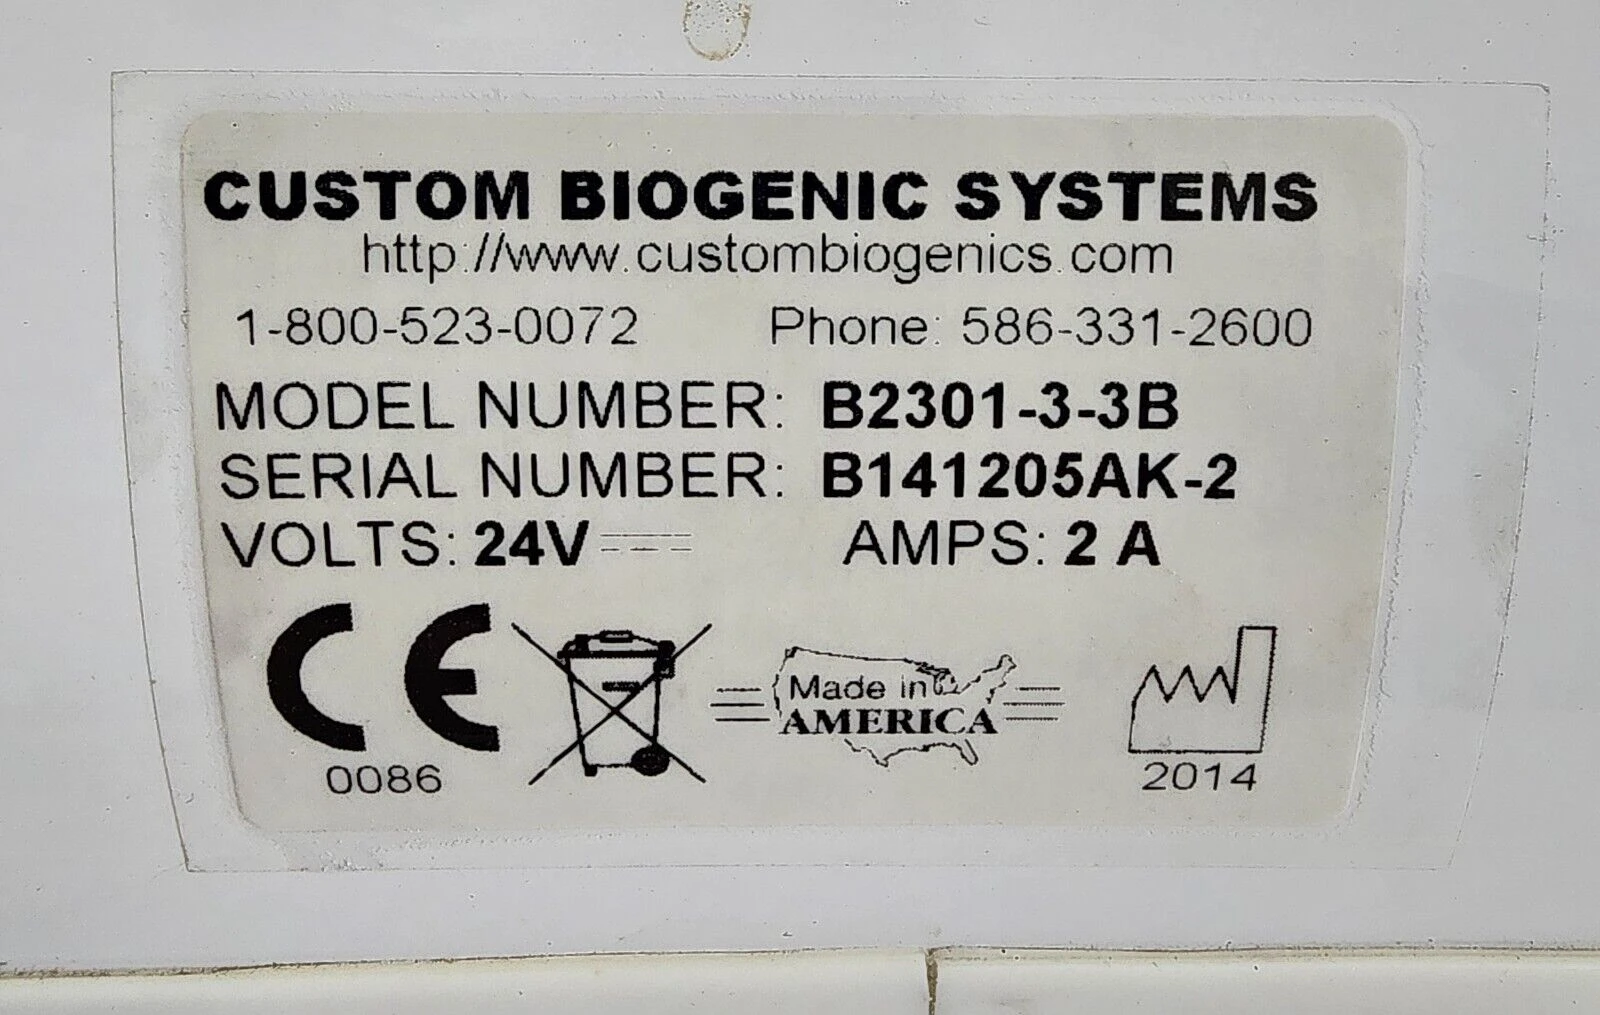 CUSTOM BIOGENIC SYSTEMS
http://www.custombiogenics.com
1-800-523-0072 Phone: 586-331-2600
MODEL NUMBER: B2301-3-3B
SERIAL NUMBER: B141205AK-2
VOLTS: 24V AMPS: 2 A
CE
0086
Made in
AMERICA
2014